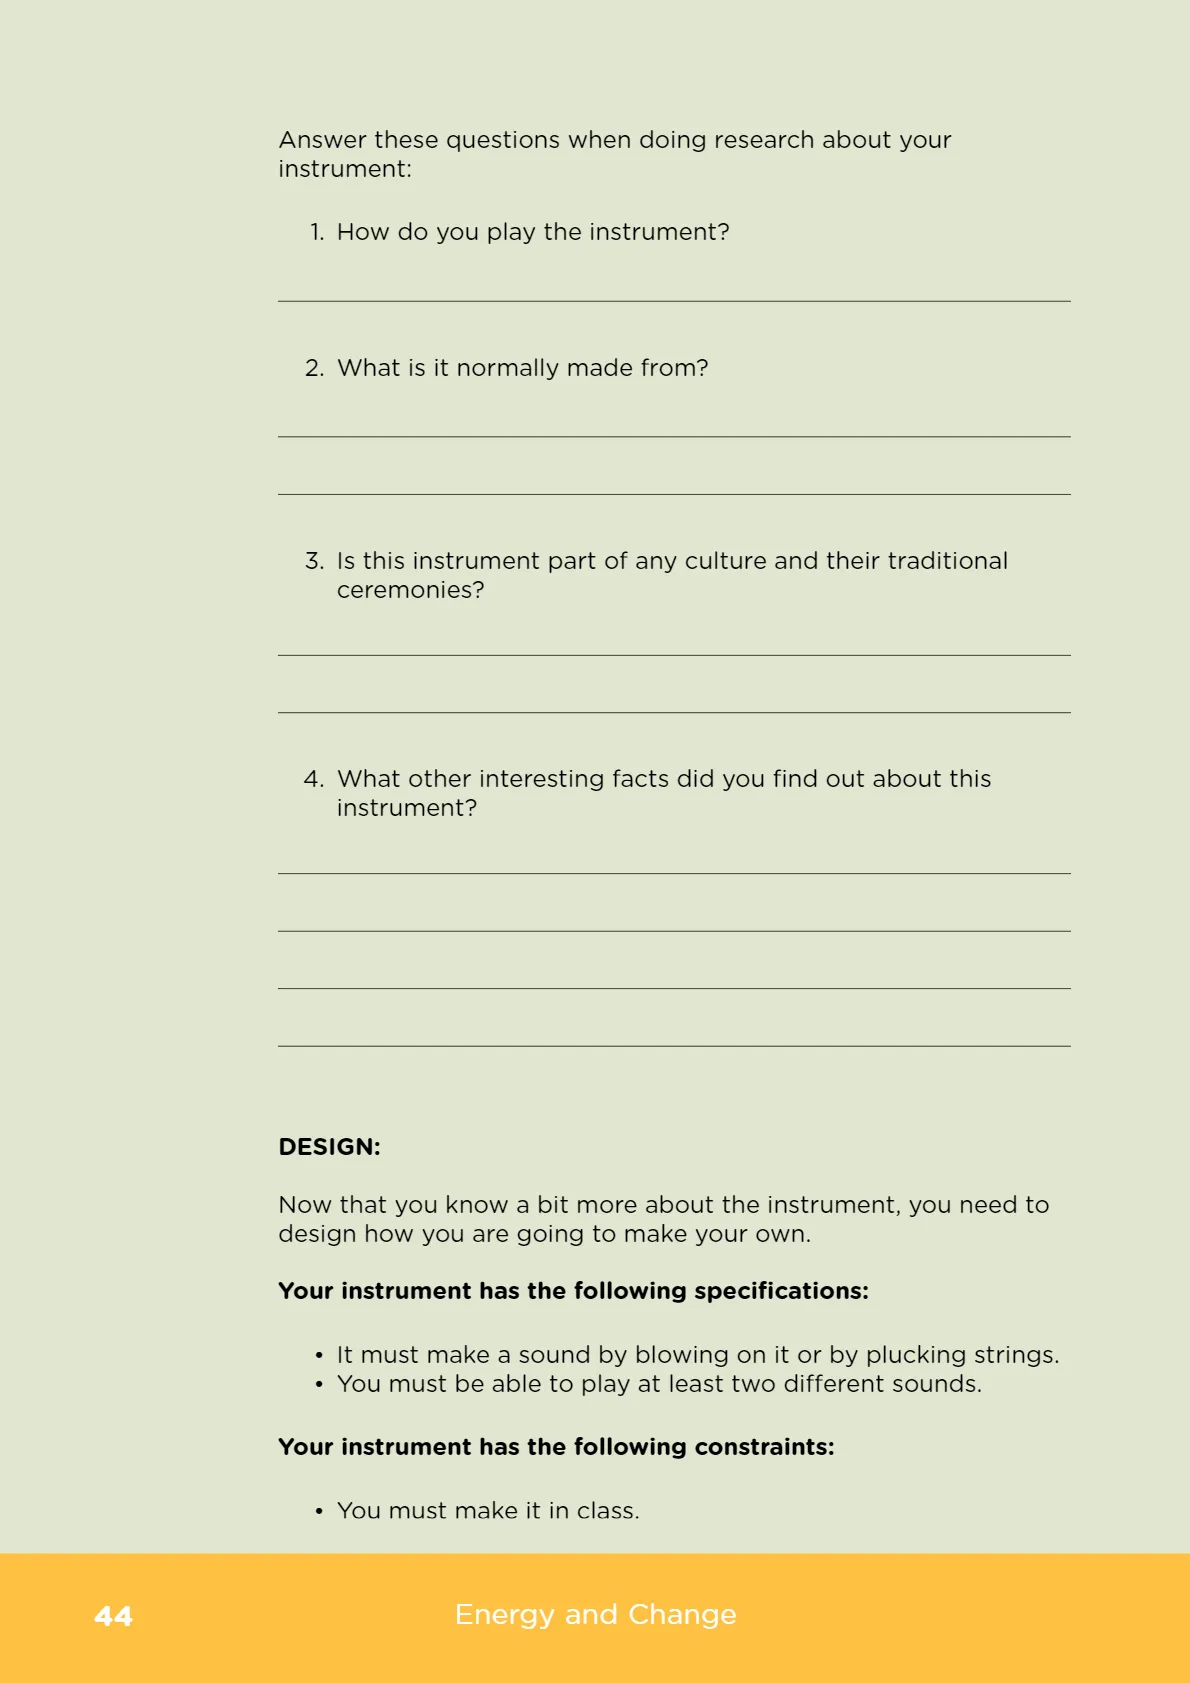 Answer these questions when doing research about your
instrument:
1. How do you play the instrument?
2. What is it normally made from?
3. Is this instrument part of any culture and their traditional
ceremonies?
4. What other interesting facts did you find out about this
instrument?
DESIGN:
Now that you know a bit more about the instrument, you need to
design how you are going to make your own.
Your instrument has the following specifications:
• It must make a sound by blowing on it or by plucking strings.
• You must be able to play at least two different sounds.
Your instrument has the following constraints:
• You must make it in class.
44 Energy and Change